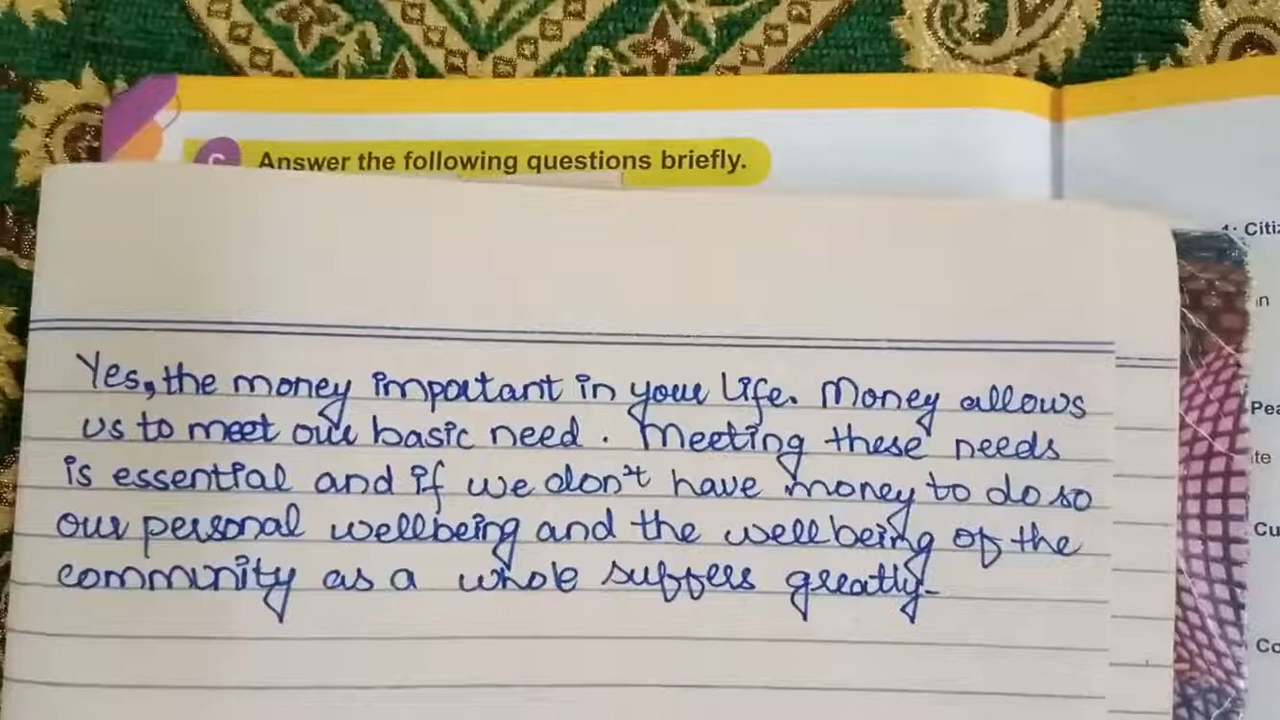 C Answer the following questions briefly.
Yes, the money impotant in your life. Money allows
us to meet our basic need. Meeting these needs
is essential and if we don't have money to do so
our personal wellbeing and the wellbeing of the
community as a whole suffers greatly.